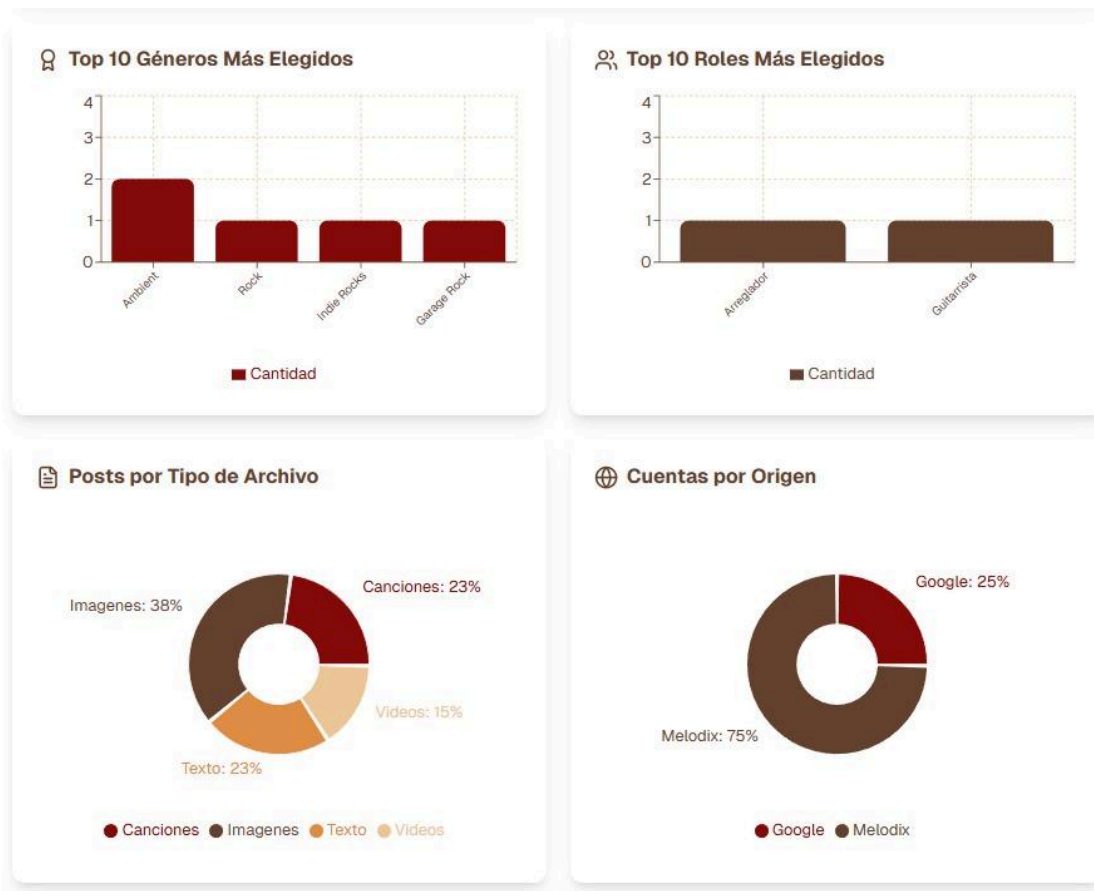 Top 10 Géneros Más Elegidos
4
3
2
1
0
Ambient
Rock
Indie Rocks
Garage Rock
Cantidad
Top 10 Roles Más Elegidos
4
3
2
1
0
Arreglador
Guitarrista
Cantidad
Posts por Tipo de Archivo
Canciones: 23%
Imagenes: 38%
Videos: 15%
Texto: 23%
Canciones Imagenes Texto Videos
Cuentas por Origen
Google: 25%
Melodix: 75%
Google Melodix